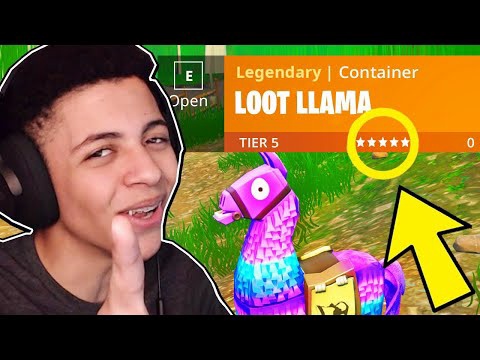 E
Open
Legendary | Container
LOOT LLAMA
TIER 5
★★★★★
0